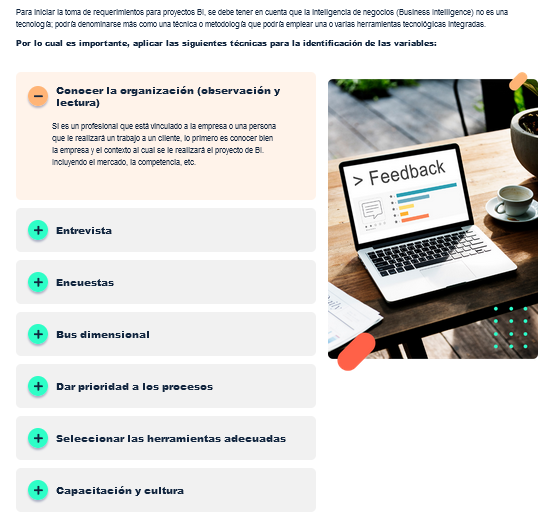 Para iniciar la toma de requerimientos para proyectos BI, se debe tener en cuenta que la inteligencia de negocios (Business Intelligence) no es una
tecnología; podría denominarse más como una técnica o metodología que podría emplear una o varias herramientas tecnológicas integradas.
Por lo cual es importante, aplicar las siguientes técnicas para la identificación de las variables:
Conocer la organización (observación y
lectura)
Si es un profesional que está vinculado a la empresa o una persona
que le realizará un trabajo a un cliente, lo primero es conocer bien
la empresa y el contexto al cual se le realizará el proyecto de BI.
Incluyendo el mercado, la competencia, etc.
Entrevista
Encuestas
Bus dimensional
Dar prioridad a los procesos
Seleccionar las herramientas adecuadas
Capacitación y cultura
> Feedback